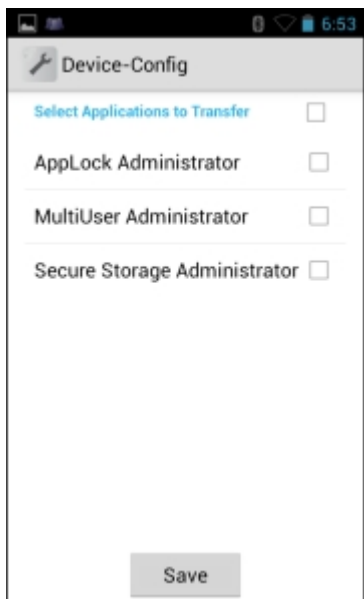 6:53
Device-Config
Select Applications to Transfer
AppLock Administrator
MultiUser Administrator
Secure Storage Administrator
Save